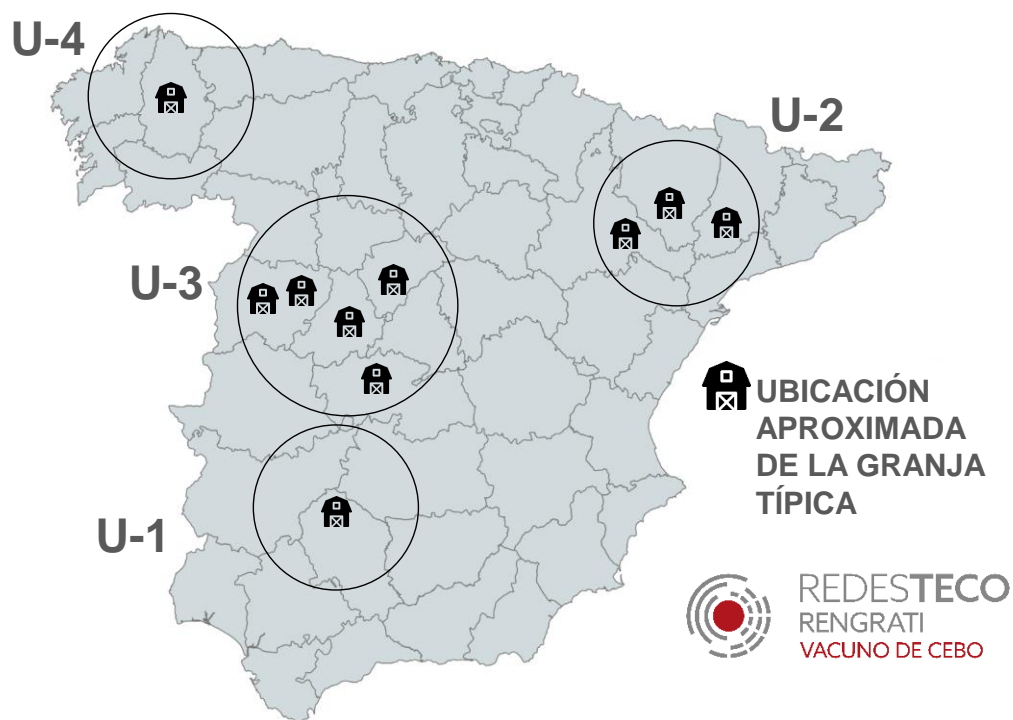 U-4
U-2
U-3
UBICACIÓN
APROXIMADA
DE LA GRANJA
TÍPICA
U-1
REDESTECO
RENGRATI
VACUNO DE CEBO